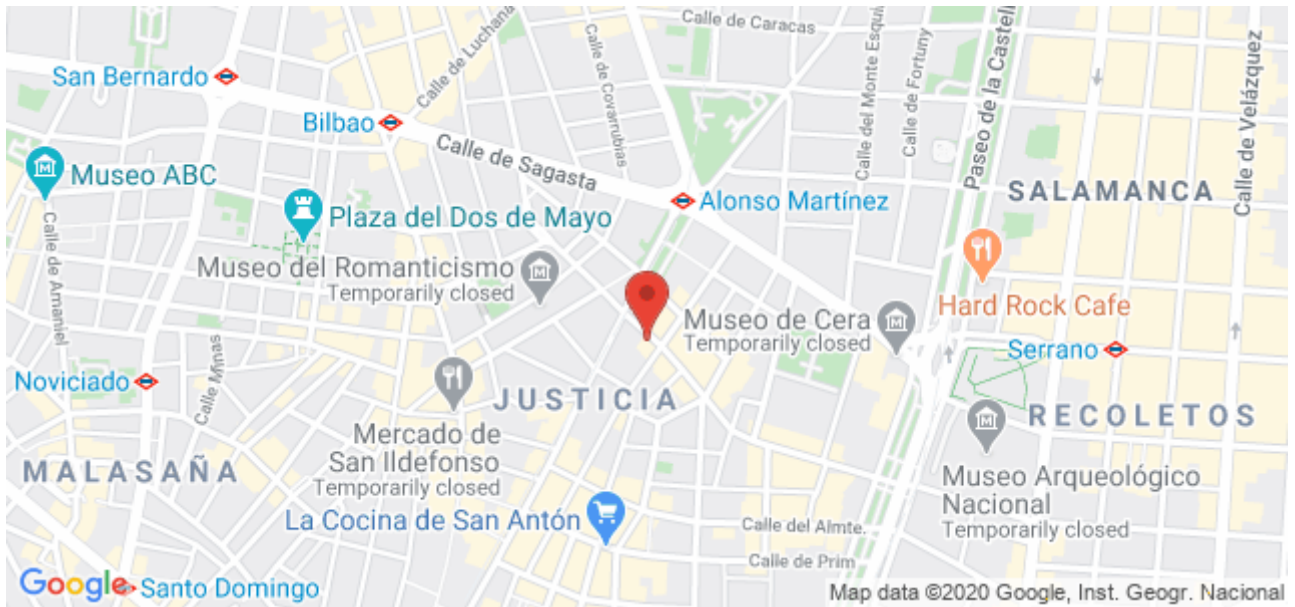 Calle de Caracas
Calle de Luchana
Calle de Covarrubias
Calle del Monte Esqui
Calle de Fortuny
Paseo de la Castell
Calle de Velázquez
San Bernardo
Bilbao
Calle de Sagasta
Museo ABC
Alonso Martínez
SALAMANCA
Plaza del Dos de Mayo
Calle de Amaniel
Museo del Romanticismo
Temporarily closed
Hard Rock Cafe
Museo de Cera
Temporarily closed
Serrano
Noviciado
Calle Minas
JUSTICIA
RECOLETOS
Mercado de
San Ildefonso
Temporarily closed
MALASAÑA
Museo Arqueológico
Nacional
Temporarily closed
La Cocina de San Antón
Calle del Almte.
Calle de Prim
Google
Santo Domingo
Map data ©2020 Google, Inst. Geogr. Nacional